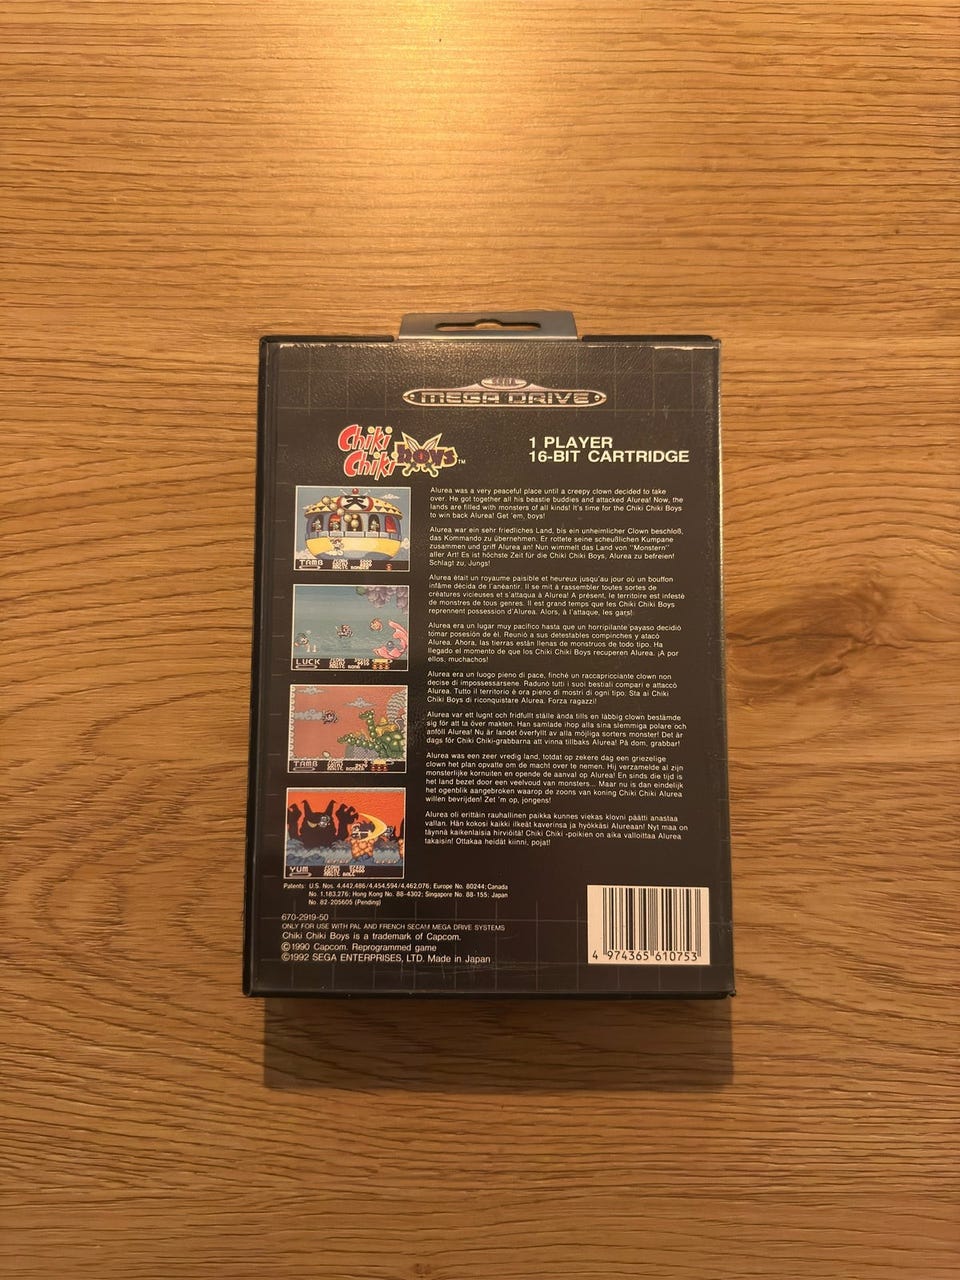 SEGA
MEGA DRIVE
Chiki
Chiki boys™
1 PLAYER
16-BIT CARTRIDGE
Alurea was a very peaceful place until a creepy clown decided to take
over. He got together all his beastie buddies and attacked Alurea! Now, the
lands are filled with monsters of all kinds! It's time for the Chiki Chiki Boys
to win back Alurea! Get 'em, boys!
Alurea war ein sehr friedliches Land, bis ein unheimlicher Clown beschloß,
das Kommando zu übernehmen. Er rottete seine scheußlichen Kumpane
zusammen und griff Alurea an! Nun wimmelt das Land von "Monstern"
aller Art! Es ist höchste Zeit für die Chiki Chiki Boys, Alurea zu befreien!
Schlagt zu, Jungs!
Alurea était un royaume paisible et heureux jusqu'au jour où un bouffon
infâme décida de l'anéantir. Il se mit à rassembler toutes sortes de
créatures vicieuses et s'attaqua à Alurea! A présent, le territoire est infesté
de monstres de tous genres. Il est grand temps que les Chiki Chiki Boys
reprennent possession d'Alurea. Alors, à l'attaque, les gars!
Alurea era un lugar muy pacífico hasta que un horripilante payaso decidió
tomar posesión de él. Reunió a sus detestables compinches y atacó
Alurea. Ahora, las tierras están llenas de monstruos de todo tipo. Ha
llegado el momento de que los Chiki Chiki Boys recuperen Alurea. ¡A por
ellos, muchachos!
Alurea era un luogo pieno di pace, finché un raccapricciante clown non
decise di impossessarsene. Radunò tutti i suoi bestiali compari e attaccò
Alurea. Tutto il territorio è ora pieno di mostri di ogni tipo. Sta ai Chiki
Chiki Boys di riconquistare Alurea. Forza ragazzi!
Alurea var ett lugnt och fridfullt ställe ända tills en läbbig clown bestämde
sig för att ta över makten. Han samlade ihop alla sina slemmiga polare och
anföll Alurea! Nu är landet överfyllt av alla möjliga sorters monster! Det är
dags för Chiki Chiki-grabbarna att vinna tillbaks Alurea! På dom, grabbar!
Alurea was een zeer vredig land, totdat op zekere dag een griezelige
clown het plan opvatte om de macht over te nemen. Hij verzamelde al zijn
monsterlijke kornuiten en opende de aanval op Alurea! En sinds die tijd is
het land bezet door een veelvoud van monsters... Maar nu is dan eindelijk
het ogenblik aangebroken waarop de zoons van koning Chiki Chiki Alurea
willen bevrijden! Zet 'm op, jongens!
Alurea oli erittäin rauhallinen paikka kunnes viekas klovni päätti anastaa
vallan. Hän kokosi kaikki ilkeät kaverinsa ja hyökkäsi Alureaan! Nyt maa on
täynnä kaikenlaisia hirviöitä! Chiki Chiki -poikien on aika valloittaa Alurea
takaisin! Ottakaa heidät kiinni, pojat!
TAMB
LUCK
TAMB
YUM
Patents: U.S. Nos. 4,442,486/4,454,594/4,462,076; Europe No. 80244; Canada
No. 1,183,276; Hong Kong No. 88-4302; Singapore No. 88-155; Japan
No. 82-205605 (Pending)
670-2919-50
ONLY FOR USE WITH PAL AND FRENCH SECAM MEGA DRIVE SYSTEMS
Chiki Chiki Boys is a trademark of Capcom.
©1990 Capcom. Reprogrammed game
©1992 SEGA ENTERPRISES, LTD. Made in Japan
4 974365 610753